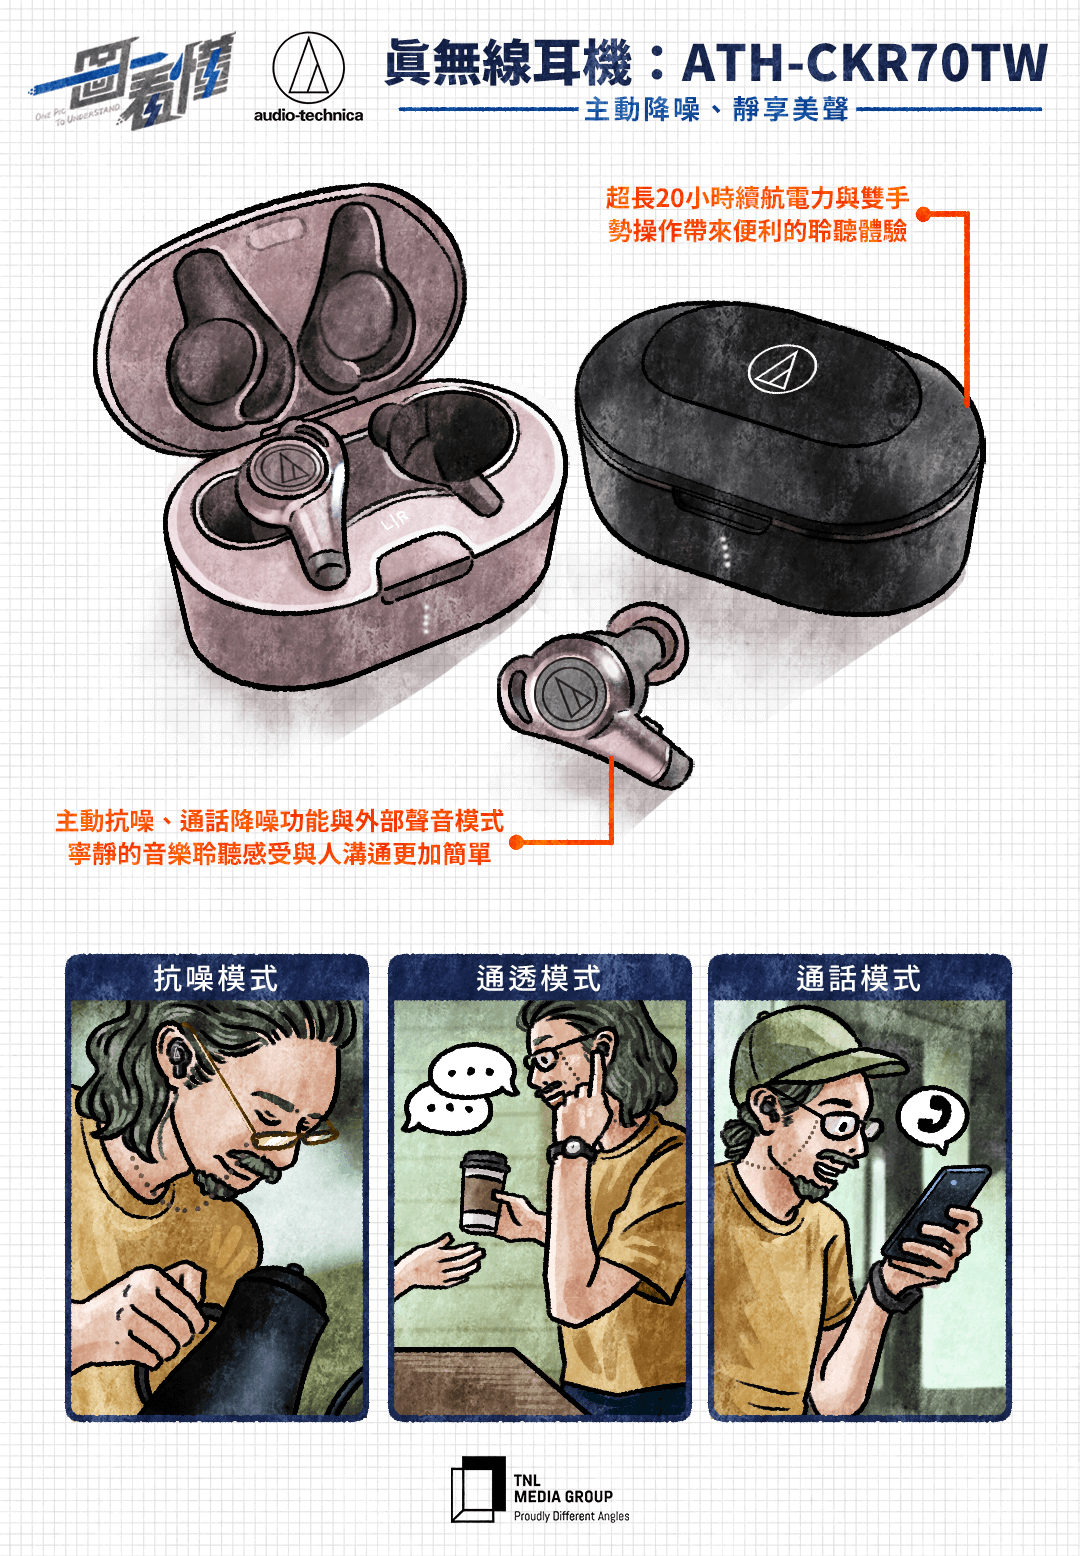 一圖看懂
ONE PIC
TO UNDERSTAND
audio-technica
真無線耳機：ATH-CKR70TW
主動降噪、靜享美聲
超長20小時續航電力與雙手
勢操作帶來便利的聆聽體驗
L|R
主動抗噪、通話降噪功能與外部聲音模式
寧靜的音樂聆聽感受與人溝通更加簡單
抗噪模式
通透模式
通話模式
TNL
MEDIA GROUP
Proudly Different Angles